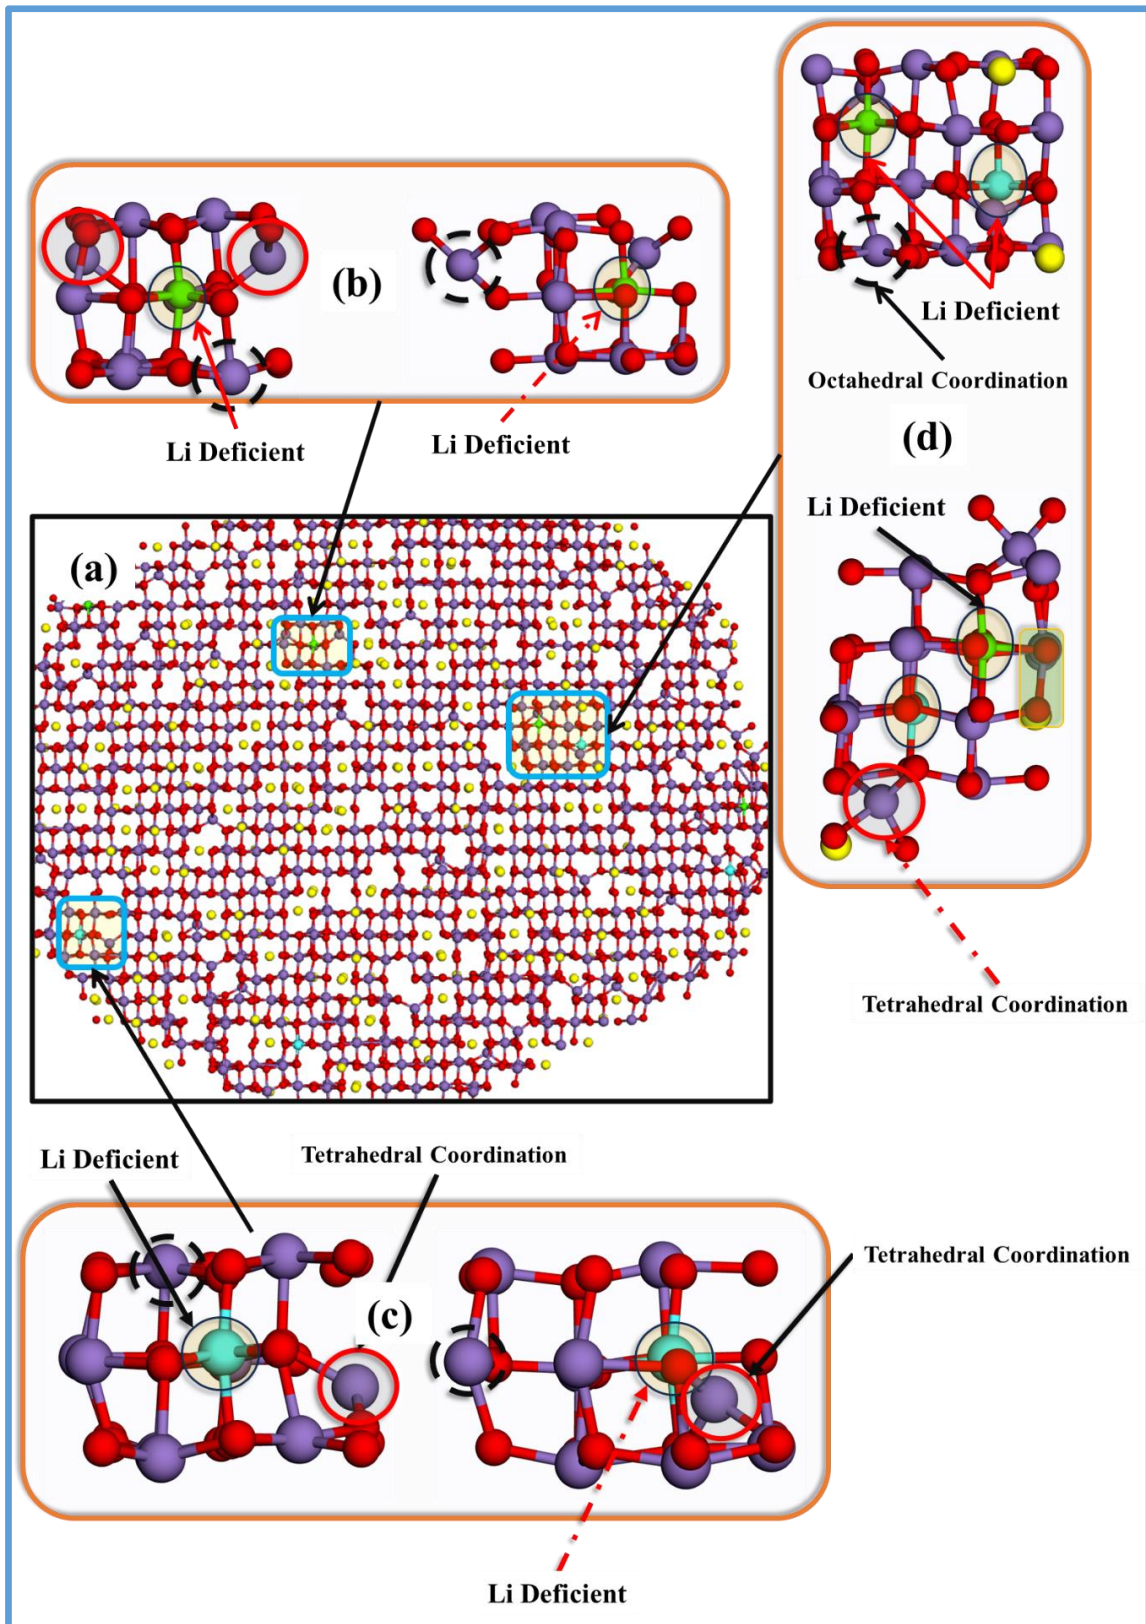 (b)
Li Deficient
Li Deficient
Li Deficient
Octahedral Coordination
(d)
Li Deficient
Tetrahedral Coordination
(a)
Li Deficient
Tetrahedral Coordination
(c)
Tetrahedral Coordination
Li Deficient